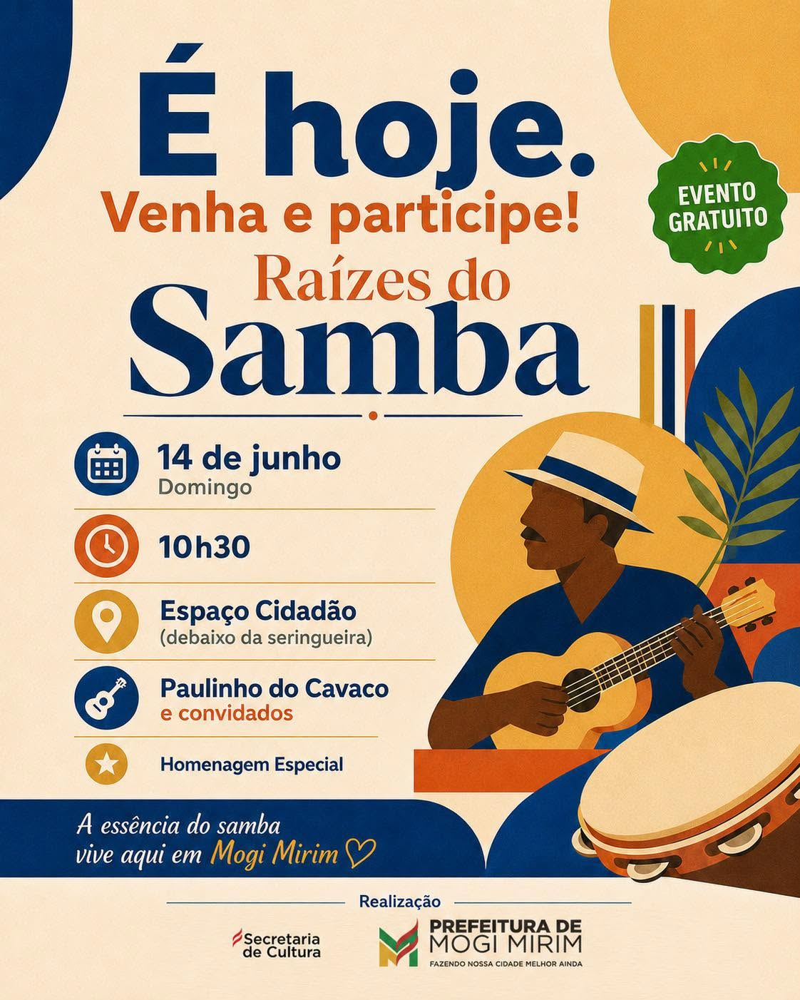 É hoje.
Venha e participe!
EVENTO
GRATUITO
Raízes do
Samba
14 de junho
Domingo
10h30
Espaço Cidadão
(debaixo da seringueira)
Paulinho do Cavaco
e convidados
Homenagem Especial
A essência do samba
vive aqui em Mogi Mirim
Realização
Secretaria
de Cultura
PREFEITURA DE
MOGI MIRIM
FAZENDO NOSSA CIDADE MELHOR AINDA